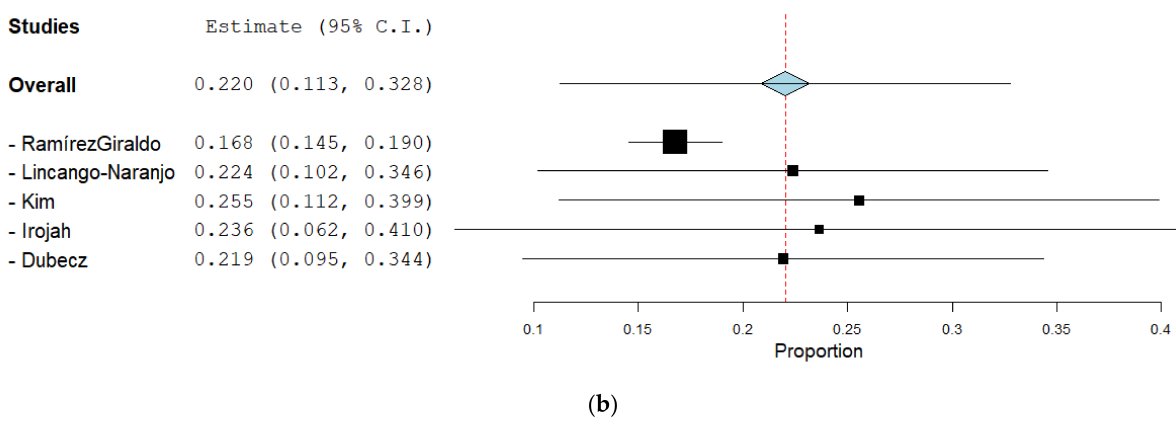 Studies Estimate (95% C.I.)
Overall 0.220 (0.113, 0.328)
- RamírezGiraldo 0.168 (0.145, 0.190)
- Lincango-Naranjo 0.224 (0.102, 0.346)
- Kim 0.255 (0.112, 0.399)
- Irojah 0.236 (0.062, 0.410)
- Dubecz 0.219 (0.095, 0.344)
0.1 0.15 0.2 0.25 0.3 0.35 0.4
Proportion
(b)